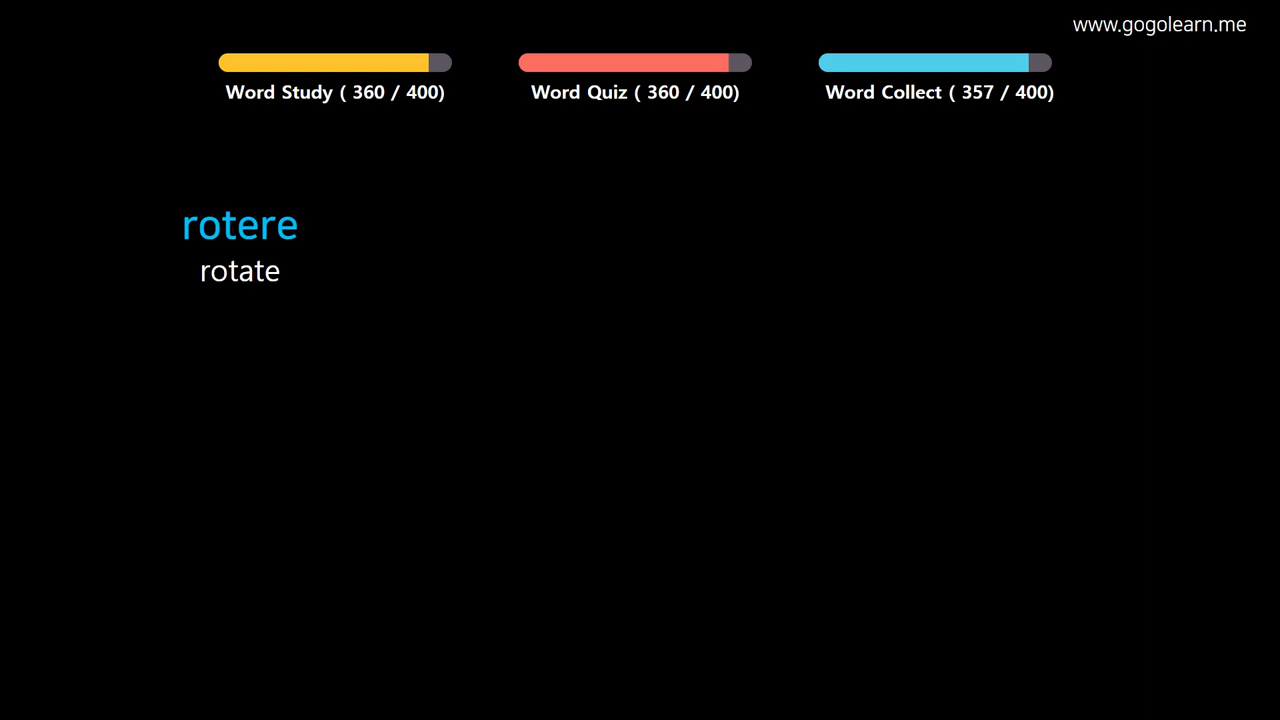 www.gogolearn.me
Word Study ( 360 / 400)
Word Quiz ( 360 / 400)
Word Collect ( 357 / 400)
rotere
rotate